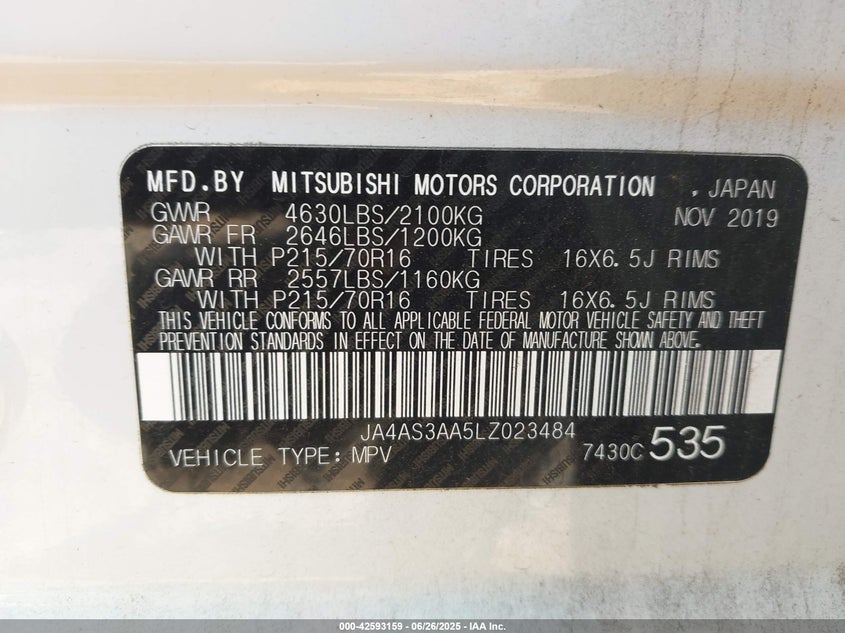 MFD.BY MITSUBISHI MOTORS CORPORATION , JAPAN
GVWR 4630LBS/2100KG NOV 2019
GAWR FR 2646LBS/1200KG
WITH P215/70R16 TIRES 16X6.5J RIMS
GAWR RR 2557LBS/1160KG
WITH P215/70R16 TIRES 16X6.5J RIMS
THIS VEHICLE CONFORMS TO ALL APPLICABLE FEDERAL MOTOR VEHICLE SAFETY AND THEFT
PREVENTION STANDARDS IN EFFECT ON THE DATE OF MANUFACTURE SHOWN ABOVE.
JA4AS3AA5LZ023484
VEHICLE TYPE: MPV 7430C 535
000-42593159 - 06/26/2025 - IAA Inc.